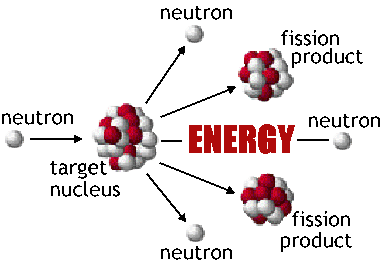 neutron
fission
product
neutron
target
nucleus
ENERGY
neutron
neutron
fission
product